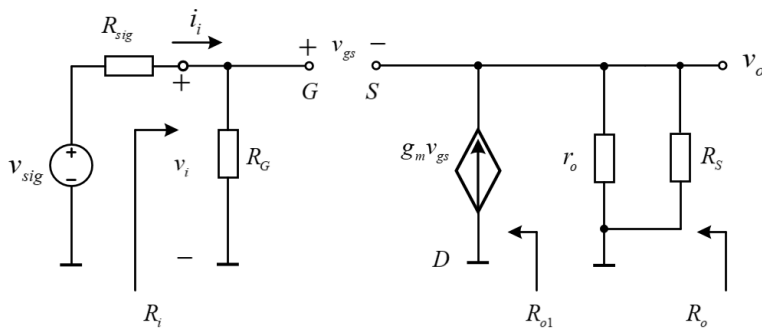 R_sig
i_i
+ v_gs −
v_o
+
G
S
v_sig
+
−
v_i
R_G
g_m v_gs
r_o
R_S
−
D
R_i
R_o1
R_o